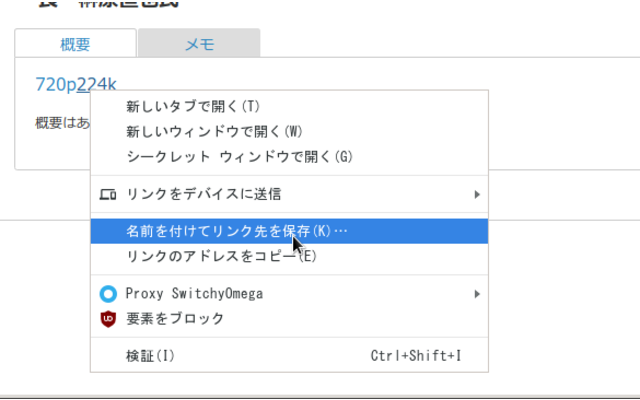 概要
メモ
720p224k
概要はあ
新しいタブで開く(T)
新しいウィンドウで開く(W)
シークレット ウィンドウで開く(G)
リンクをデバイスに送信
名前を付けてリンク先を保存(K)…
リンクのアドレスをコピー(E)
Proxy SwitchyOmega
要素をブロック
検証(I) Ctrl+Shift+I